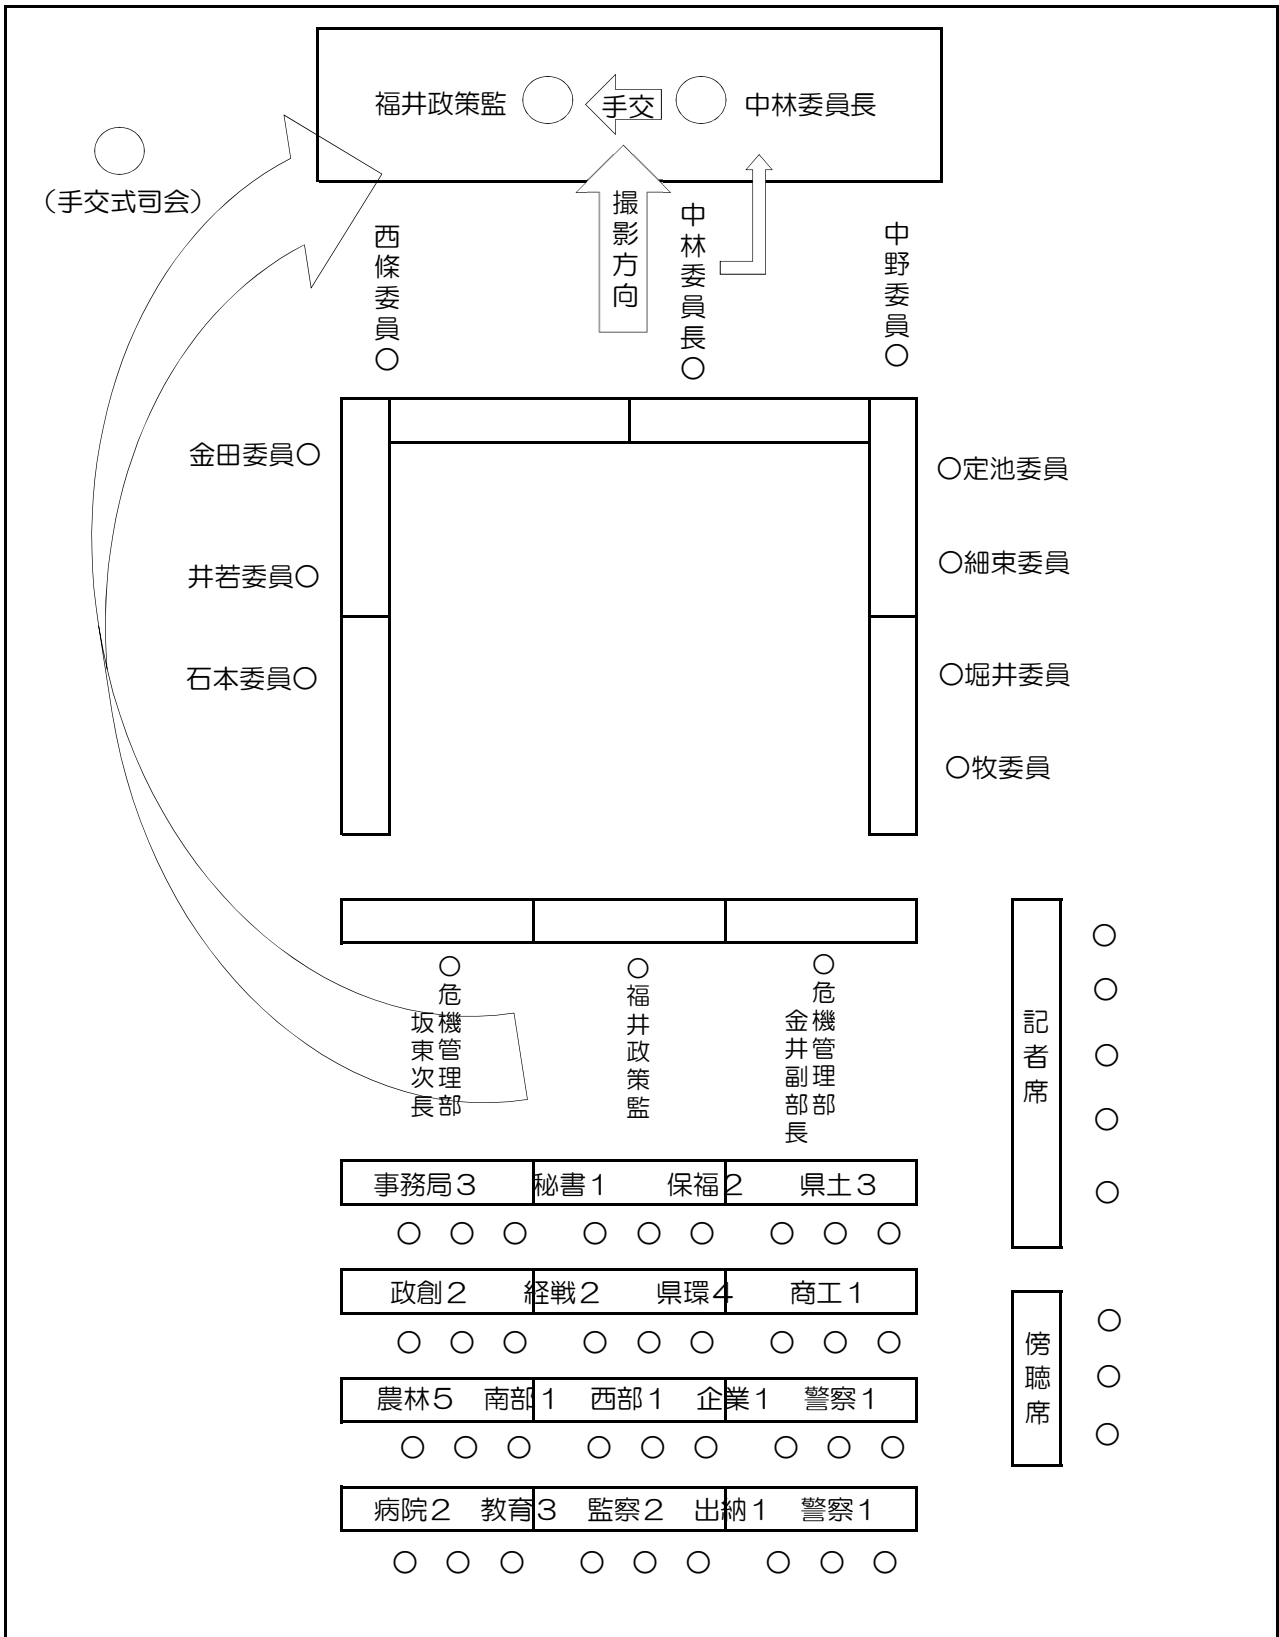 福井政策監 ○ 手交 ○ 中林委員長
（手交式司会）
撮影方向
西條委員○
中林委員長○
中野委員○
金田委員○
井若委員○
石本委員○
○定池委員
○細束委員
○堀井委員
○牧委員
○危機管理部
坂東次長
○福井政策監
○危機管理部
金井副部長
記者席
事務局３　秘書１　保福２　県土３
政創２　経戦２　県環４　商工１
農林５　南部１　西部１　企業１　警察１
病院２　教育３　監察２　出納１　警察１
傍聴席